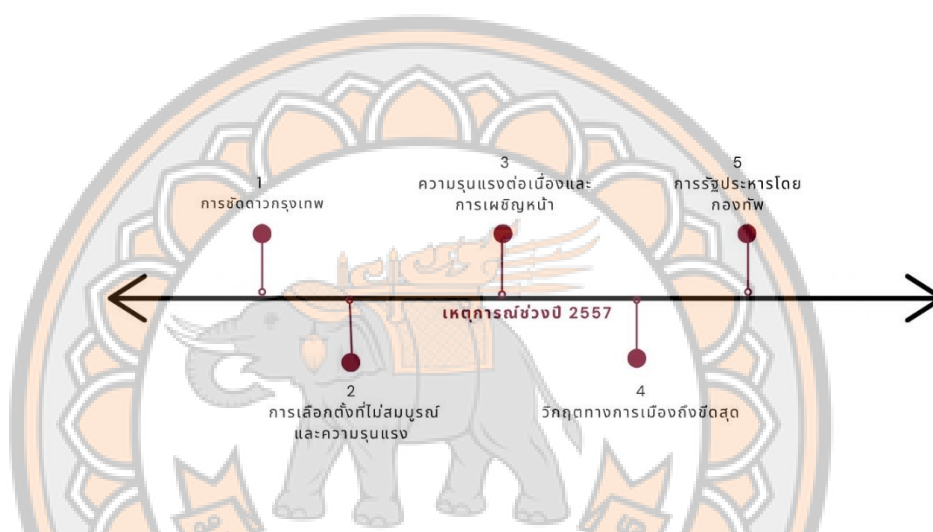 1
การชัดดาวกรุงเทพ
3
ความรุนแรงต่อเนื่องและ
การเผชิญหน้า
5
การรัฐประหารโดย
กองทัพ
เหตุการณ์ช่วงปี 2557
2
การเลือกตั้งที่ไม่สมบูรณ์
และความรุนแรง
4
วิกฤตทางการเมืองถึงขีดสุด